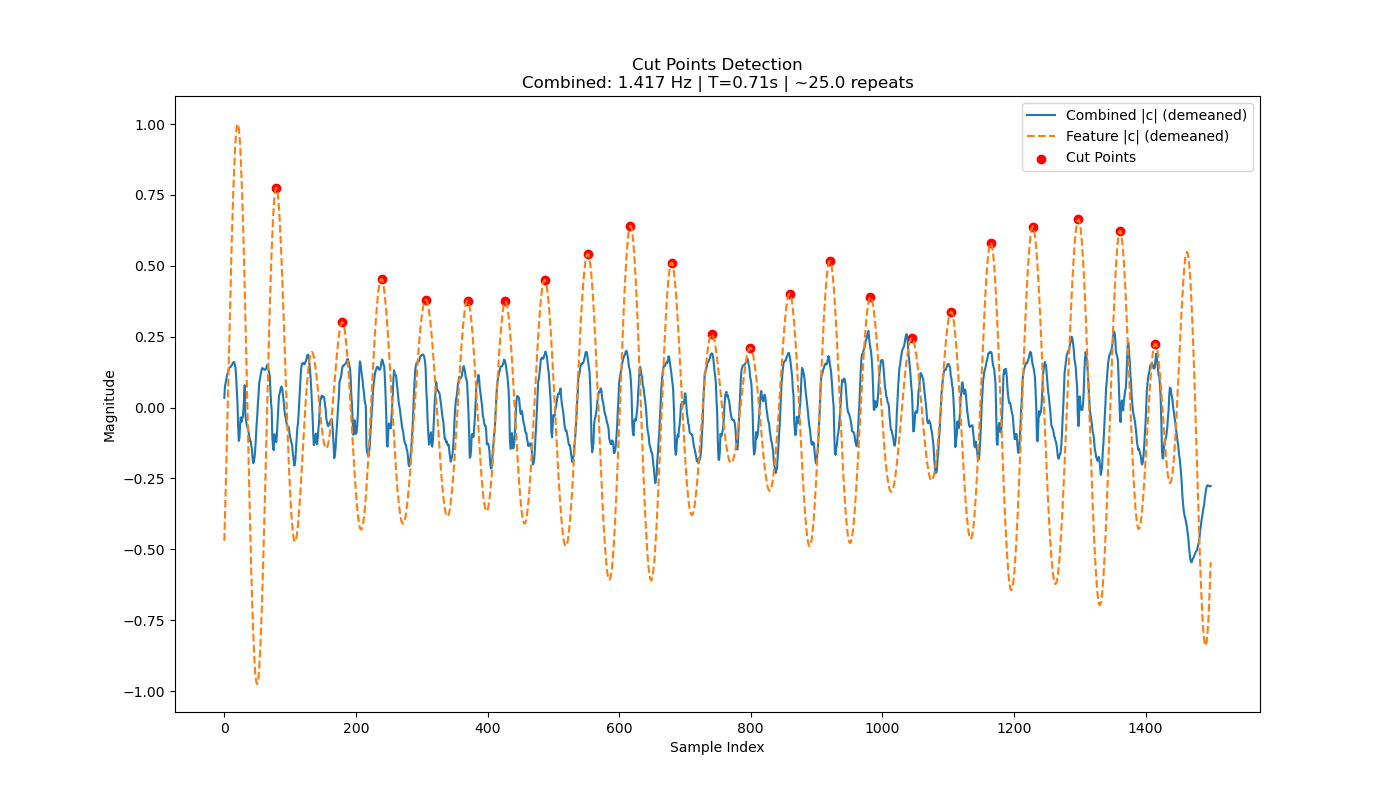 Cut Points Detection
Combined: 1.417 Hz | T=0.71s | ~25.0 repeats
Combined |c| (demeaned)
Feature |c| (demeaned)
Cut Points
1.00
0.75
0.50
0.25
0.00
−0.25
−0.50
−0.75
−1.00
Magnitude
0
200
400
600
800
1000
1200
1400
Sample Index